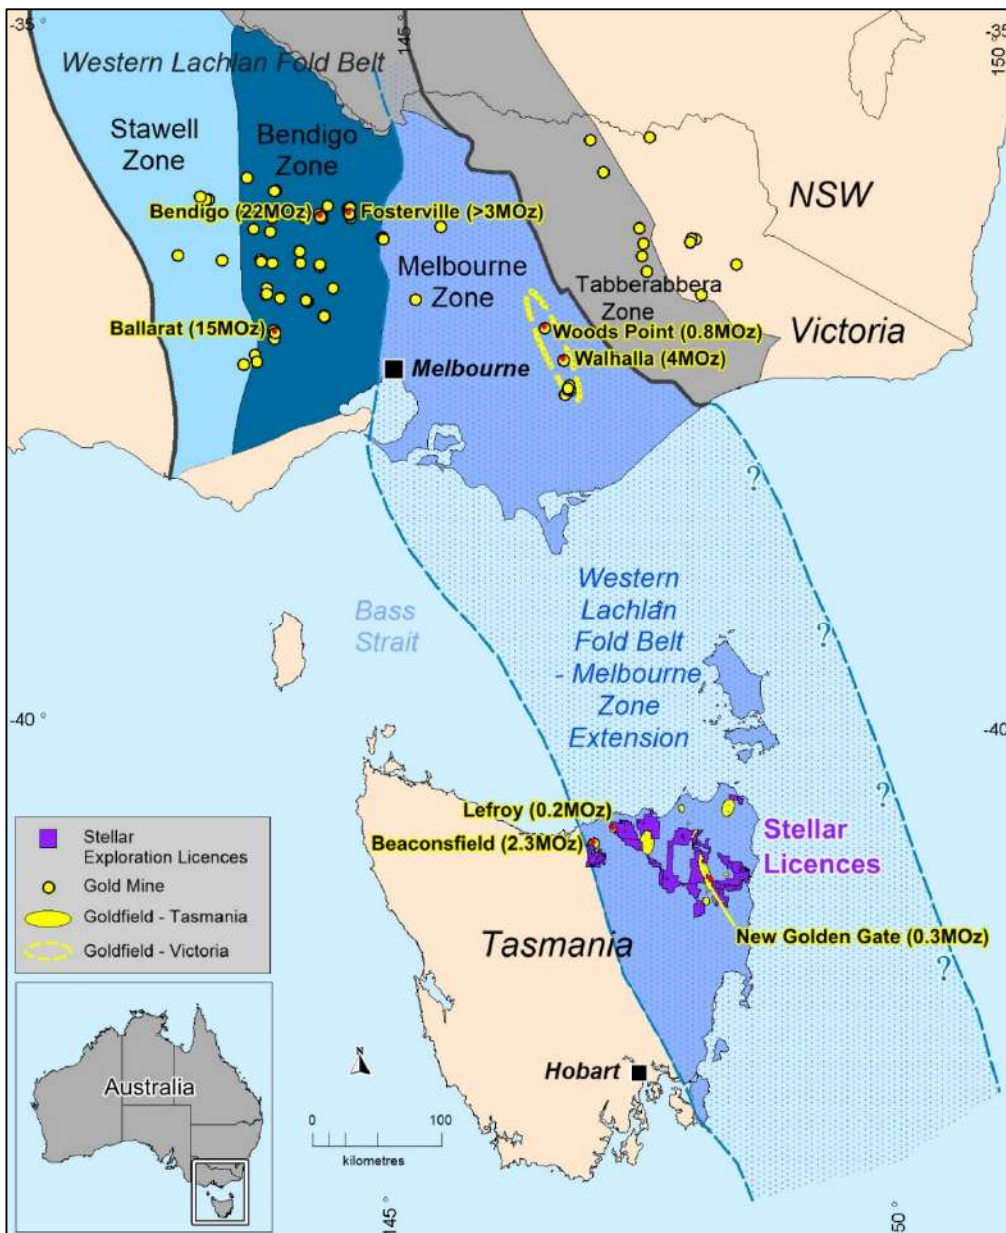 -35
145
150
-35
Western Lachlan Fold Belt
Stawell
Zone
Bendigo
Zone
NSW
Bendigo (22MOz)
Fosterville (>3MOz)
Melbourne
Zone
Tabberabbera
Zone
Ballarat (15MOz)
Woods Point (0.8MOz)
Victoria
Walhalla (4MOz)
Melbourne
?
Western
Lachlan
Fold Belt
- Melbourne
Zone
Extension
Bass
Strait
?
-40
-40
?
Lefroy (0.2MOz)
Beaconsfield (2.3MOz)
Stellar
Licences
Stellar
Exploration Licences
Gold Mine
Goldfield - Tasmania
Goldfield - Victoria
Tasmania
New Golden Gate (0.3MOz)
?
N
Hobart
Australia
0
100
kilometres
145
150